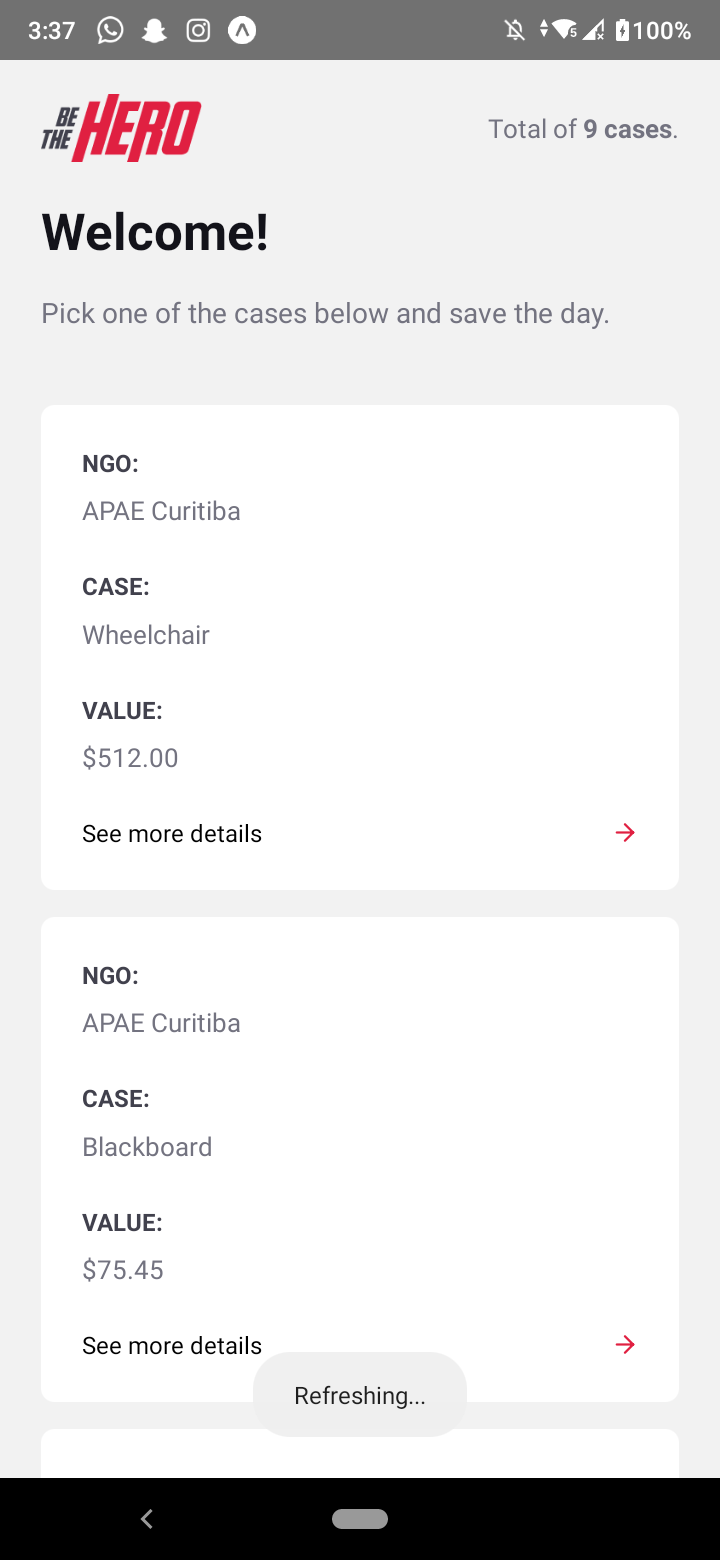 3:37
5
100%
BE
THE HERO
Total of 9 cases.
Welcome!
Pick one of the cases below and save the day.
NGO:
APAE Curitiba
CASE:
Wheelchair
VALUE:
$512.00
See more details
NGO:
APAE Curitiba
CASE:
Blackboard
VALUE:
$75.45
See more details
Refreshing...